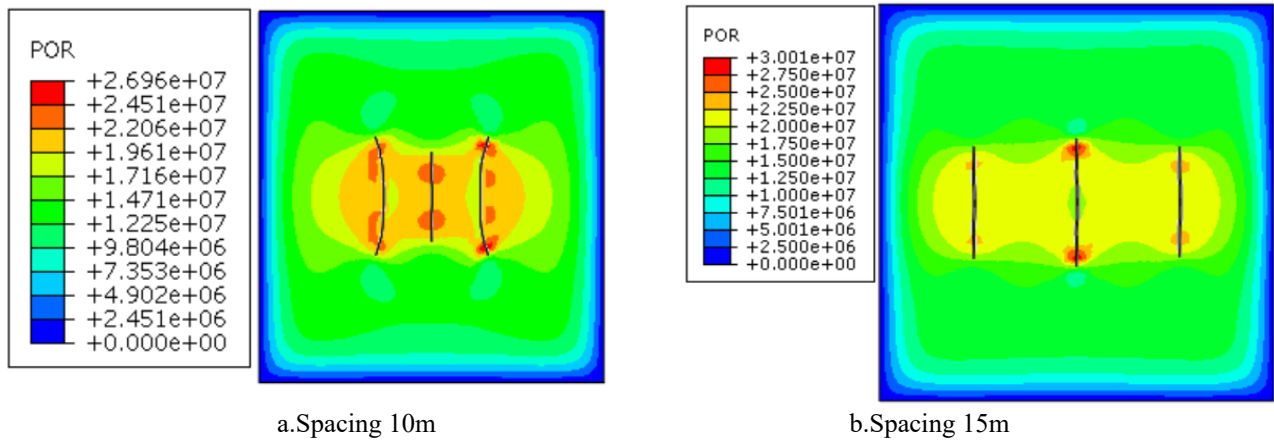 POR
+2.696e+07
+2.451e+07
+2.206e+07
+1.961e+07
+1.716e+07
+1.471e+07
+1.225e+07
+9.804e+06
+7.353e+06
+4.902e+06
+2.451e+06
+0.000e+00
a.Spacing 10m
POR
+3.001e+07
+2.750e+07
+2.500e+07
+2.250e+07
+2.000e+07
+1.750e+07
+1.500e+07
+1.250e+07
+1.000e+07
+7.501e+06
+5.001e+06
+2.500e+06
+0.000e+00
b.Spacing 15m